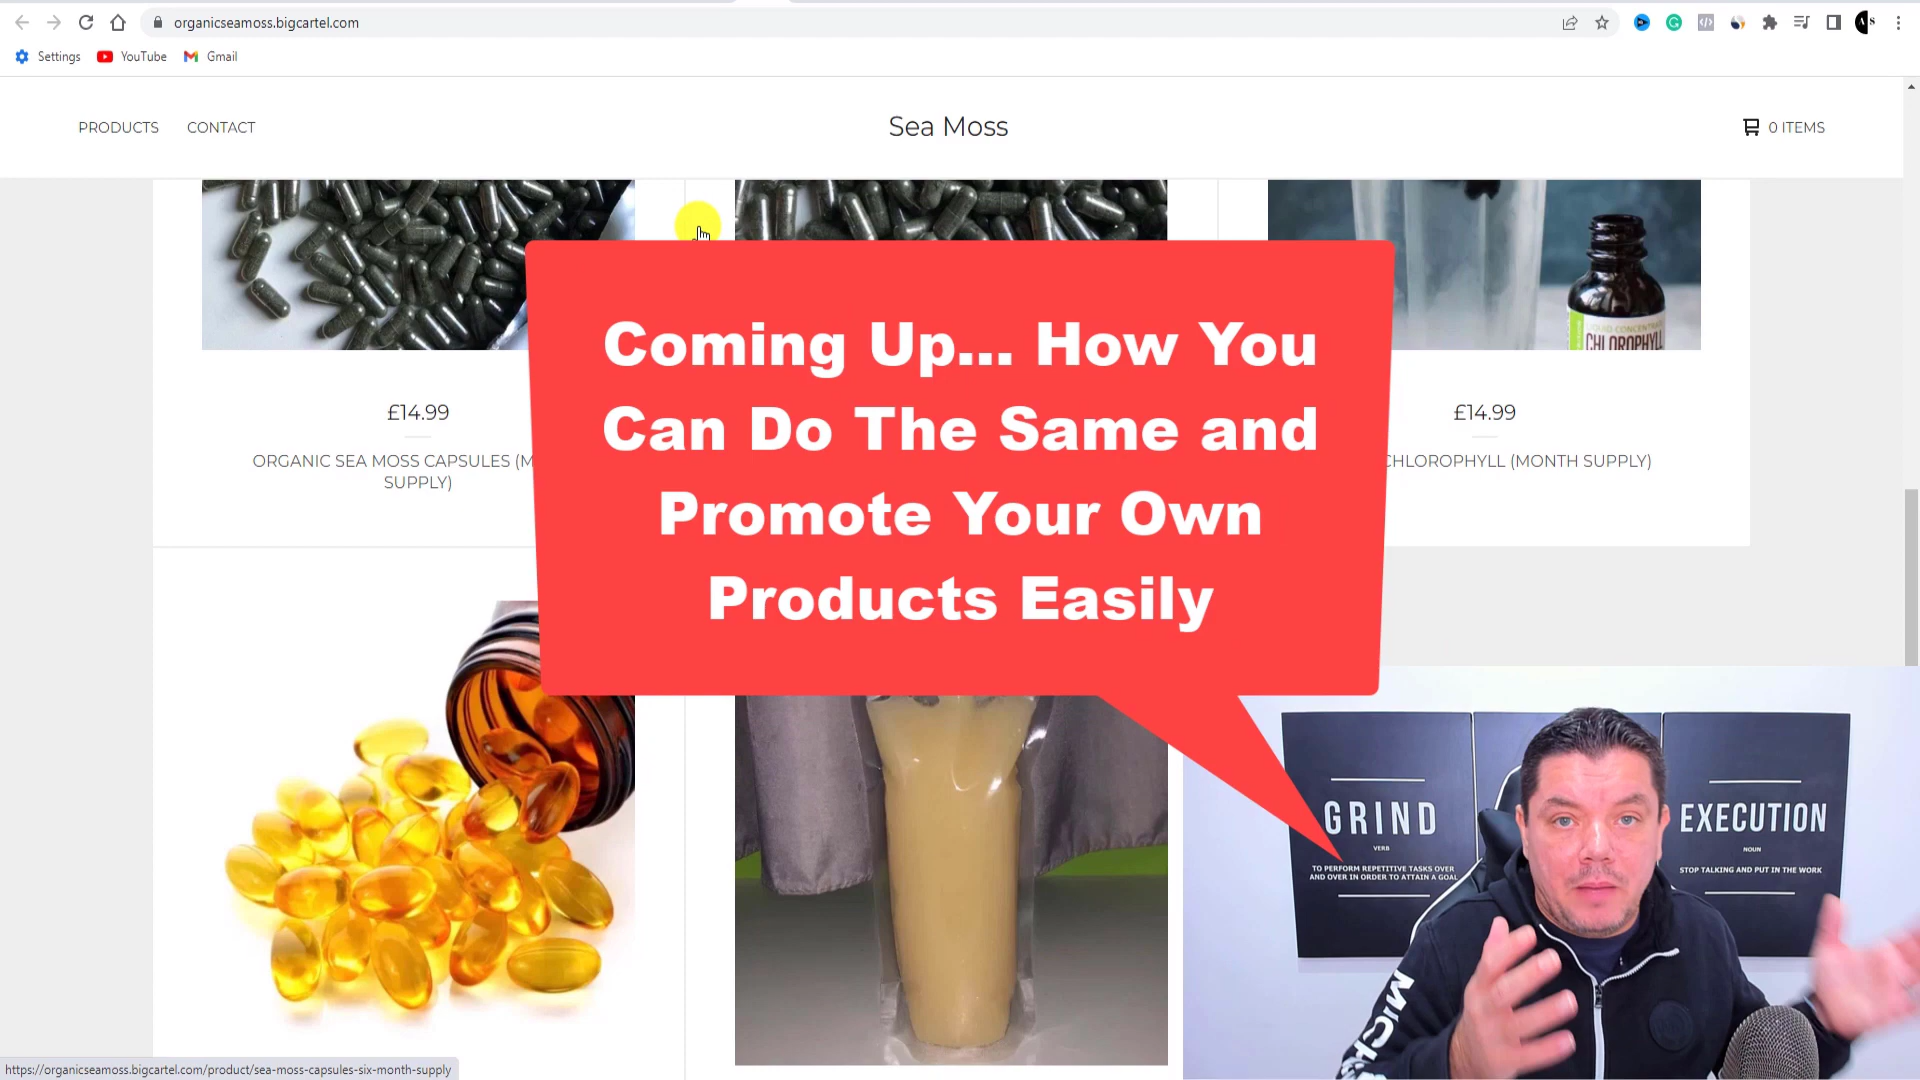 organicseamoss.bigcartel.com
Settings YouTube Gmail
PRODUCTS CONTACT
Sea Moss
0 ITEMS
Coming Up... How You
Can Do The Same and
Promote Your Own
Products Easily
LIQUID CONCENTRATE
CHLOROPHYLL
£14.99
ORGANIC SEA MOSS CAPSULES (M
SUPPLY)
£14.99
CHLOROPHYLL (MONTH SUPPLY)
GRIND
VERB
TO PERFORM REPETITIVE TASKS OVER
AND OVER IN ORDER TO ATTAIN A GOAL
EXECUTION
NOUN
STOP TALKING AND PUT IN THE WORK
https://organicseamoss.bigcartel.com/product/sea-moss-capsules-six-month-supply